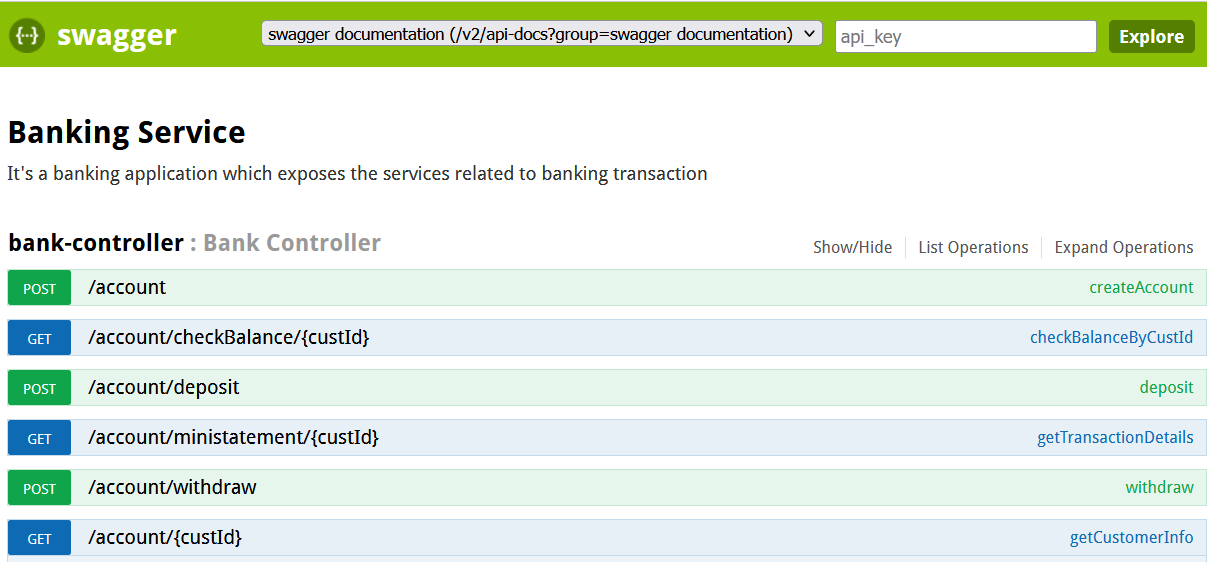 {···} swagger swagger documentation (/v2/api-docs?group=swagger documentation) api_key Explore
Banking Service
It's a banking application which exposes the services related to banking transaction
bank-controller : Bank Controller Show/Hide List Operations Expand Operations
POST /account createAccount
GET /account/checkBalance/{custId} checkBalanceByCustId
POST /account/deposit deposit
GET /account/ministatement/{custId} getTransactionDetails
POST /account/withdraw withdraw
GET /account/{custId} getCustomerInfo